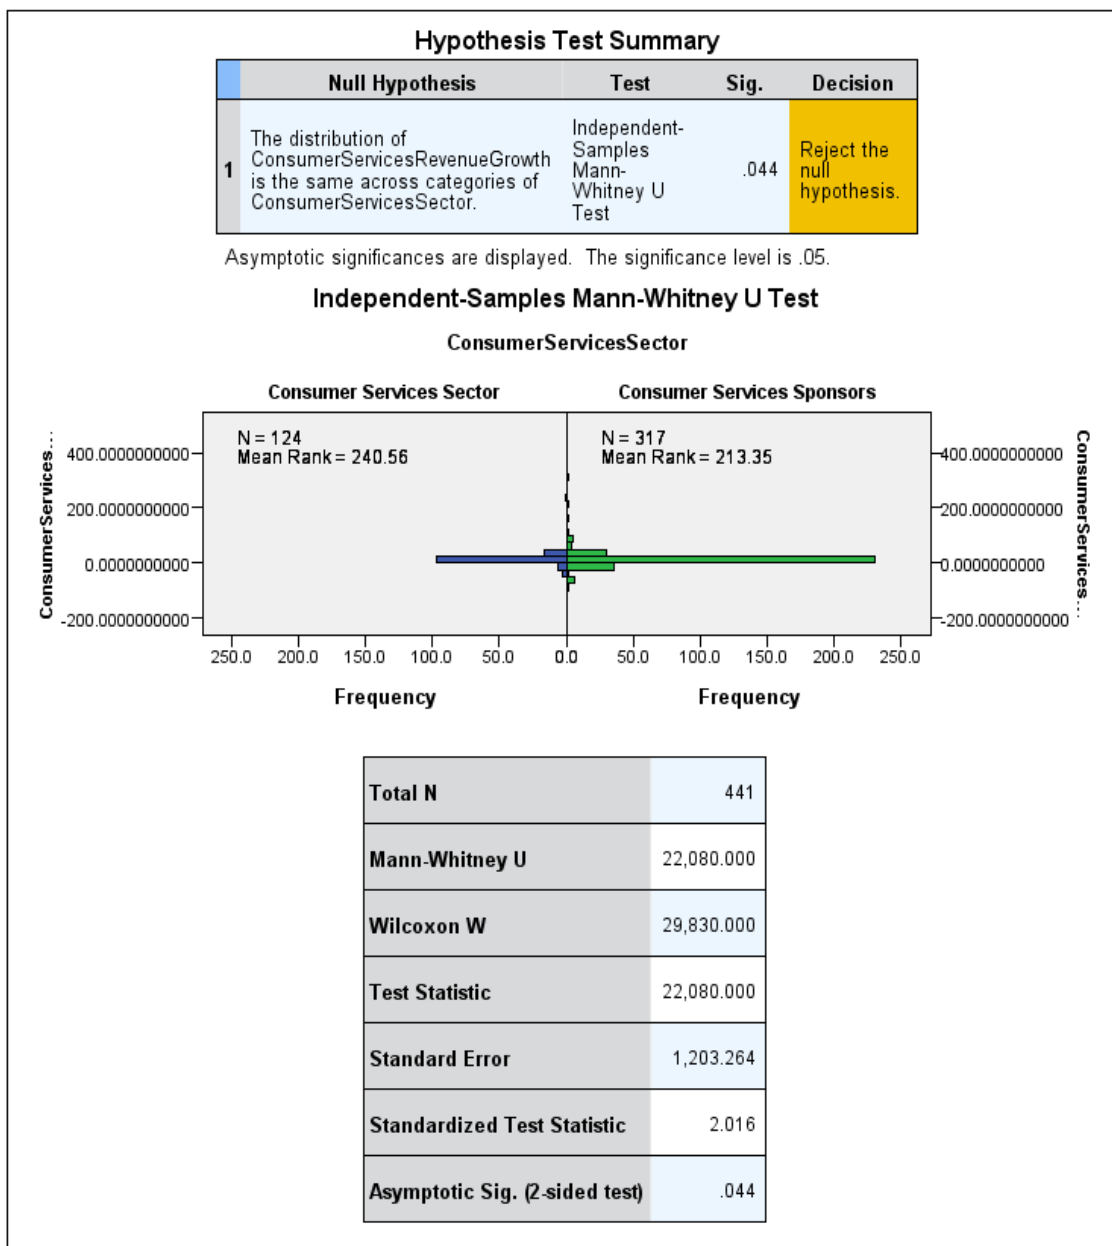 Hypothesis Test Summary
Null Hypothesis Test Sig. Decision
1
The distribution of
ConsumerServicesRevenueGrowth
is the same across categories of
ConsumerServicesSector.
Independent-
Samples
Mann-
Whitney U
Test
.044
Reject the
null
hypothesis.
Asymptotic significances are displayed. The significance level is .05.
Independent-Samples Mann-Whitney U Test
ConsumerServicesSector
Consumer Services Sector Consumer Services Sponsors
N = 124
Mean Rank = 240.56
N = 317
Mean Rank = 213.35
ConsumerServices...
400.0000000000
200.0000000000
0.0000000000
-200.0000000000
400.0000000000
200.0000000000
0.0000000000
-200.0000000000
ConsumerServices...
250.0 200.0 150.0 100.0 50.0 0.0 0.0 50.0 100.0 150.0 200.0 250.0
Frequency Frequency
Total N 441
Mann-Whitney U 22,080.000
Wilcoxon W 29,830.000
Test Statistic 22,080.000
Standard Error 1,203.264
Standardized Test Statistic 2.016
Asymptotic Sig. (2-sided test) .044